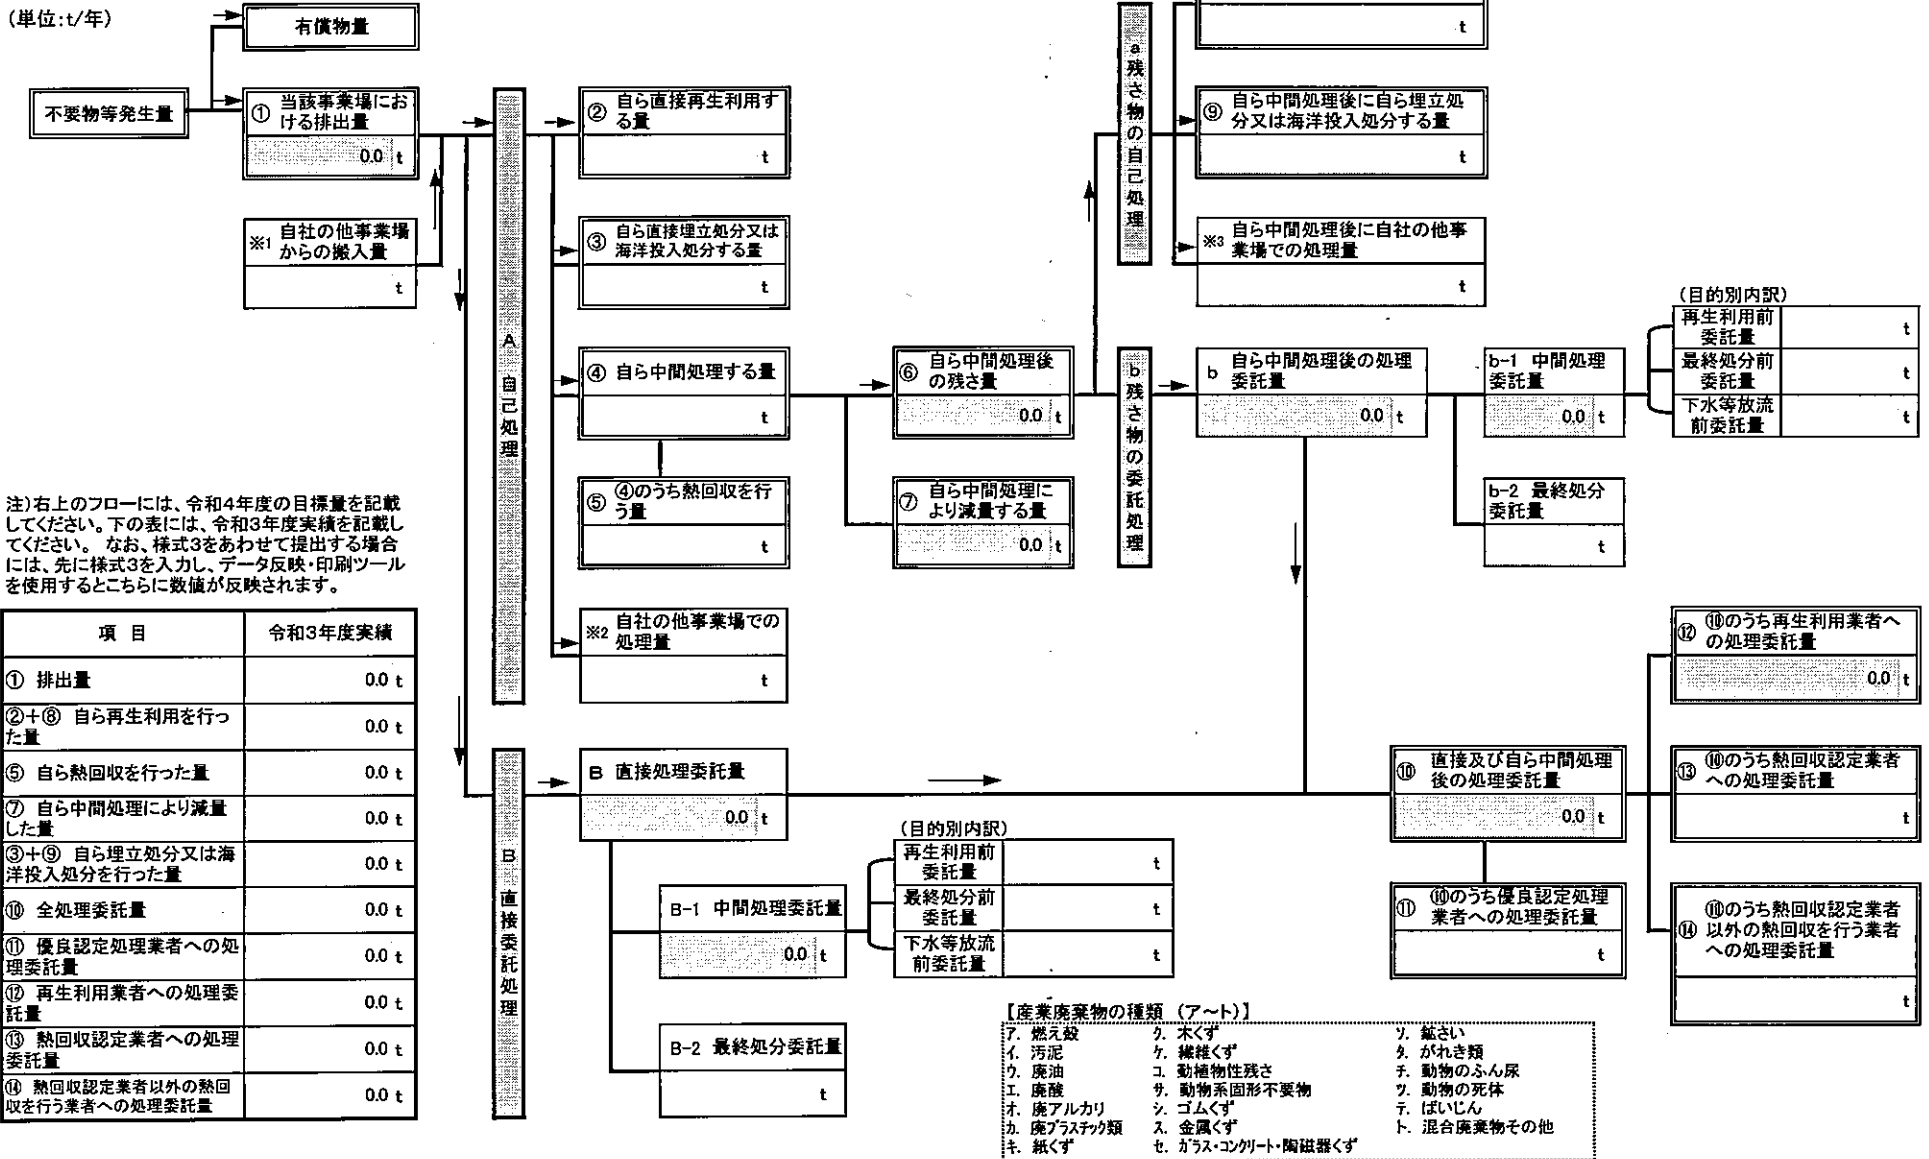 (単位:t/年)
有償物量
不要物等発生量
① 当該事業場にお
ける排出量
0.0 t
※1 自社の他事業場
からの搬入量
t
A 自己処理
② 自ら直接再生利用す
る量
t
③ 自ら直接埋立処分又は
海洋投入処分する量
t
④ 自ら中間処理する量
t
⑤ ④のうち熱回収を行
う量
t
※2 自社の他事業場での
処理量
t
⑥ 自ら中間処理後
の残さ量
0.0 t
⑦ 自ら中間処理に
より減量する量
0.0 t
a 残さ物の自己処理
t
⑨ 自ら中間処理後に自ら埋立処
分又は海洋投入処分する量
t
※3 自ら中間処理後に自社の他事
業場での処理量
t
b 残さ物の委託処理
b 自ら中間処理後の処理
委託量
0.0 t
b-1 中間処理
委託量
0.0 t
b-2 最終処分
委託量
t
(目的別内訳)
再生利用前
委託量
t
最終処分前
委託量
t
下水等放流
前委託量
t
注)右上のフローには、令和4年度の目標量を記載
してください。下の表には、令和3年度実績を記載し
てください。 なお、様式3をあわせて提出する場合
には、先に様式3を入力し、データ反映・印刷ツール
を使用するとこちらに数値が反映されます。
項 目 令和3年度実績
① 排出量 0.0 t
②+⑧ 自ら再生利用を行っ
た量
0.0 t
⑤ 自ら熱回収を行った量 0.0 t
⑦ 自ら中間処理により減量
した量
0.0 t
③+⑨ 自ら埋立処分又は海
洋投入処分を行った量
0.0 t
⑩ 全処理委託量 0.0 t
⑪ 優良認定処理業者への処
理委託量
0.0 t
⑫ 再生利用業者への処理委
託量
0.0 t
⑬ 熱回収認定業者への処理
委託量
0.0 t
⑭ 熱回収認定業者以外の熱回
収を行う業者への処理委託量
0.0 t
B 直接委託処理
B 直接処理委託量
0.0 t
B-1 中間処理委託量
0.0 t
B-2 最終処分委託量
t
(目的別内訳)
再生利用前
委託量
t
最終処分前
委託量
t
下水等放流
前委託量
t
⑩ 直接及び自ら中間処理
後の処理委託量
0.0 t
⑪ ⑩のうち優良認定処理
業者への処理委託量
t
⑫ ⑩のうち再生利用業者へ
の処理委託量
0.0 t
⑬ ⑩のうち熱回収認定業者
への処理委託量
t
⑭ ⑩のうち熱回収認定業者
以外の熱回収を行う業者
への処理委託量
t
【産業廃棄物の種類 (ア~ト)】
ア. 燃え殻 ク. 木くず ソ. 鉱さい
イ. 汚泥 ケ. 繊維くず タ. がれき類
ウ. 廃油 コ. 動植物性残さ チ. 動物のふん尿
エ. 廃酸 サ. 動物系固形不要物 ツ. 動物の死体
オ. 廃アルカリ シ. ゴムくず テ. ばいじん
カ. 廃プラスチック類 ス. 金属くず ト. 混合廃棄物その他
キ. 紙くず セ. ガラス・コンクリート・陶磁器くず